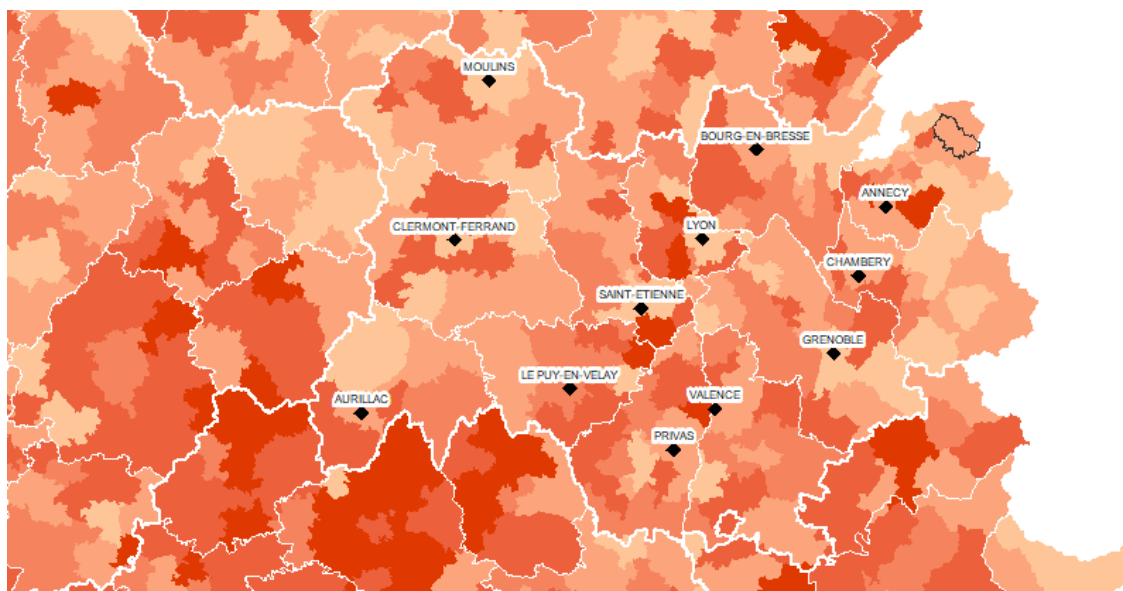 MOULINS
BOURG-EN-BRESSE
ANNECY
CLERMONT-FERRAND
LYON
CHAMBERY
SAINT-ETIENNE
GRENOBLE
LE PUY-EN-VELAY
AURILLAC
VALENCE
PRIVAS